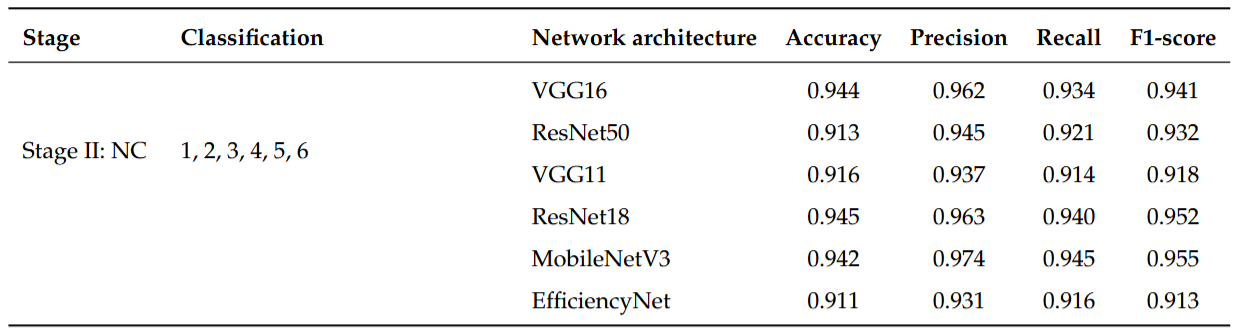 Stage Classification Network architecture Accuracy Precision Recall F1-score
VGG16 0.944 0.962 0.934 0.941
ResNet50 0.913 0.945 0.921 0.932
Stage II: NC 1, 2, 3, 4, 5, 6
VGG11 0.916 0.937 0.914 0.918
ResNet18 0.945 0.963 0.940 0.952
MobileNetV3 0.942 0.974 0.945 0.955
EfficiencyNet 0.911 0.931 0.916 0.913